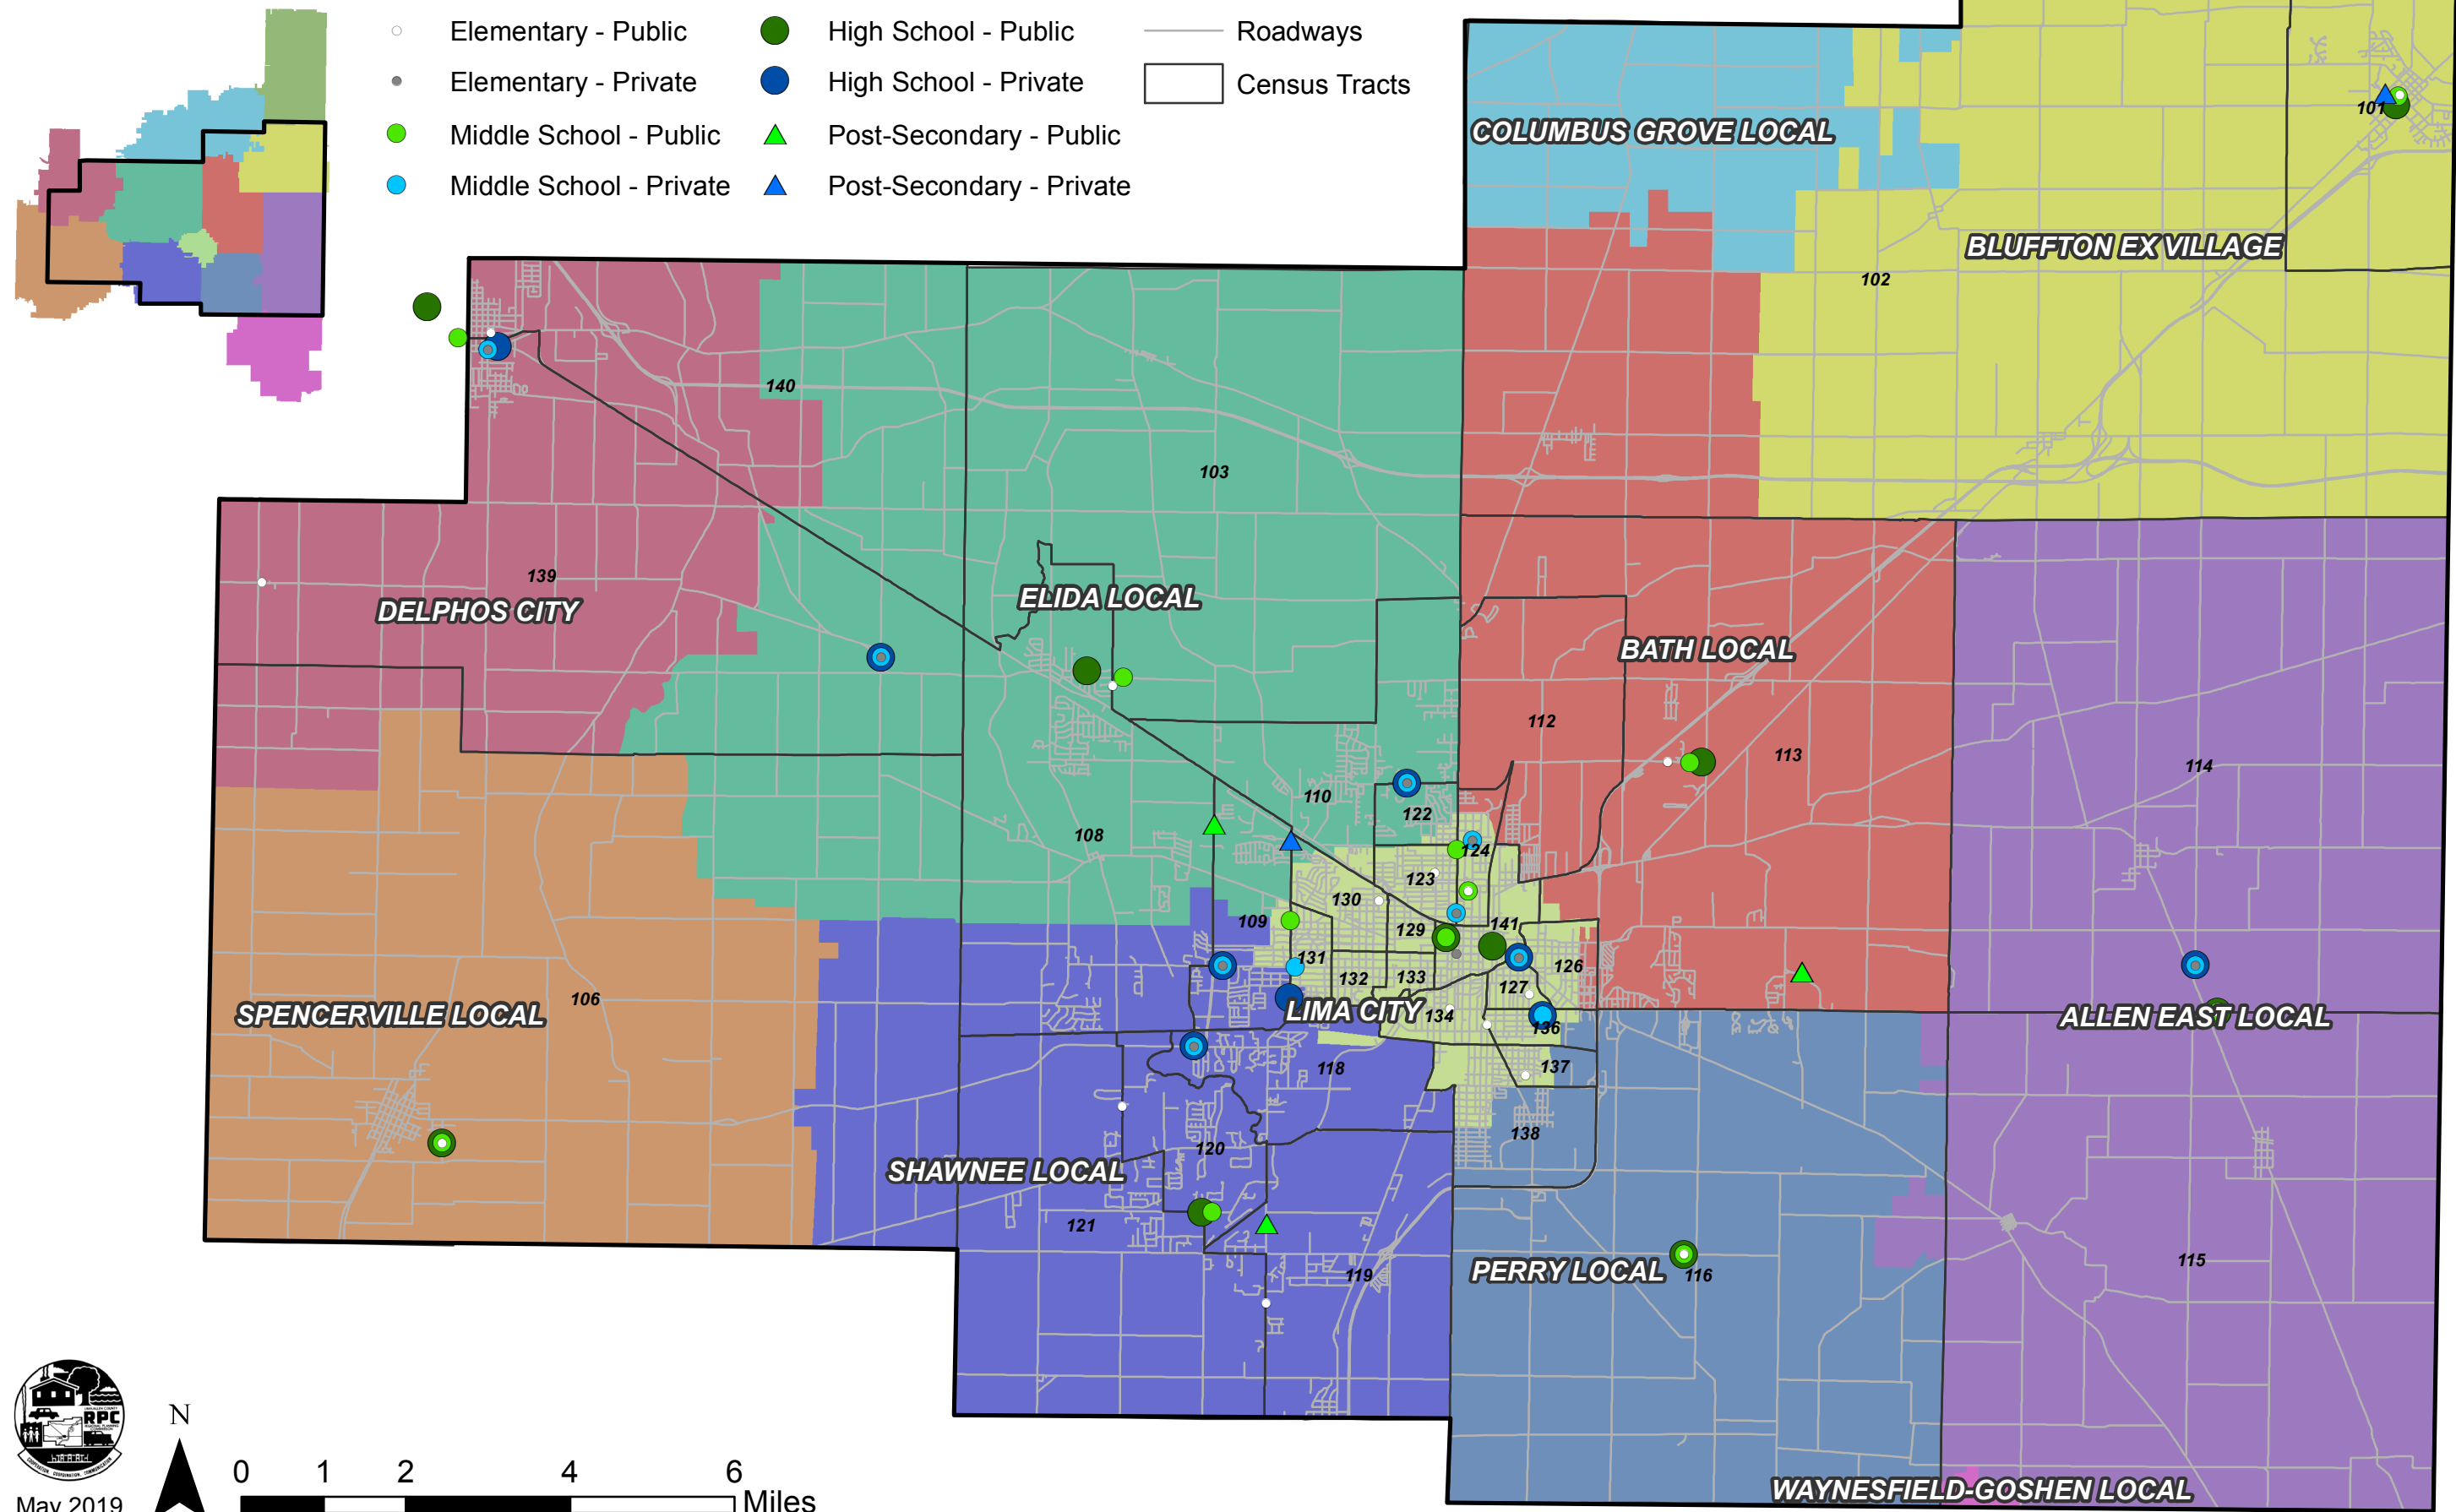 Elementary - Public
High School - Public
Roadways
Elementary - Private
High School - Private
Census Tracts
Middle School - Public
Post-Secondary - Public
Middle School - Private
Post-Secondary - Private
101
COLUMBUS GROVE LOCAL
BLUFFTON EX VILLAGE
102
140
103
139
DELPHOS CITY
ELIDA LOCAL
BATH LOCAL
112
113
114
110
122
108
124
123
130
109
129
141
131
126
132
133
127
106
SPENCERVILLE LOCAL
LIMA CITY
134
136
ALLEN EAST LOCAL
118
137
138
120
SHAWNEE LOCAL
121
115
PERRY LOCAL
116
119
RPC
N
0 1 2 4 6
Miles
WAYNESFIELD-GOSHEN LOCAL
May 2019